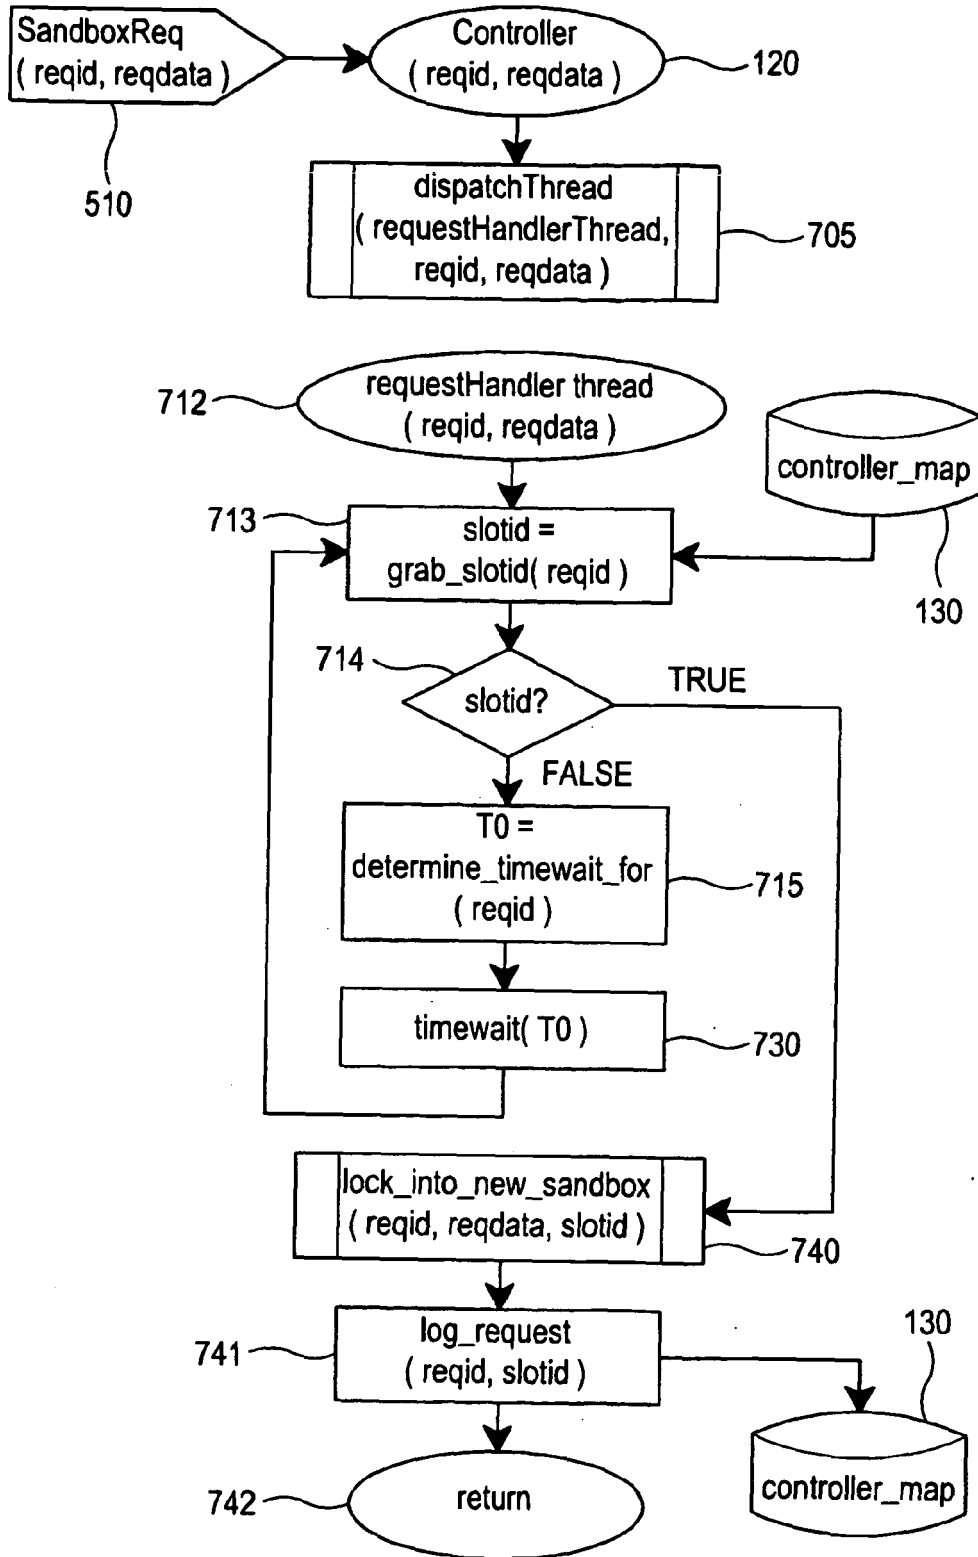 SandboxReq
( reqid, reqdata )
510
Controller
( reqid, reqdata )
120
dispatchThread
( requestHandlerThread,
reqid, reqdata )
705
712
requestHandler thread
( reqid, reqdata )
controller_map
130
713
slotid =
grab_slotid( reqid )
714
slotid?
TRUE
FALSE
T0 =
determine_timewait_for
( reqid )
715
timewait( T0 )
730
lock_into_new_sandbox
( reqid, reqdata, slotid )
740
741
log_request
( reqid, slotid )
130
controller_map
742
return